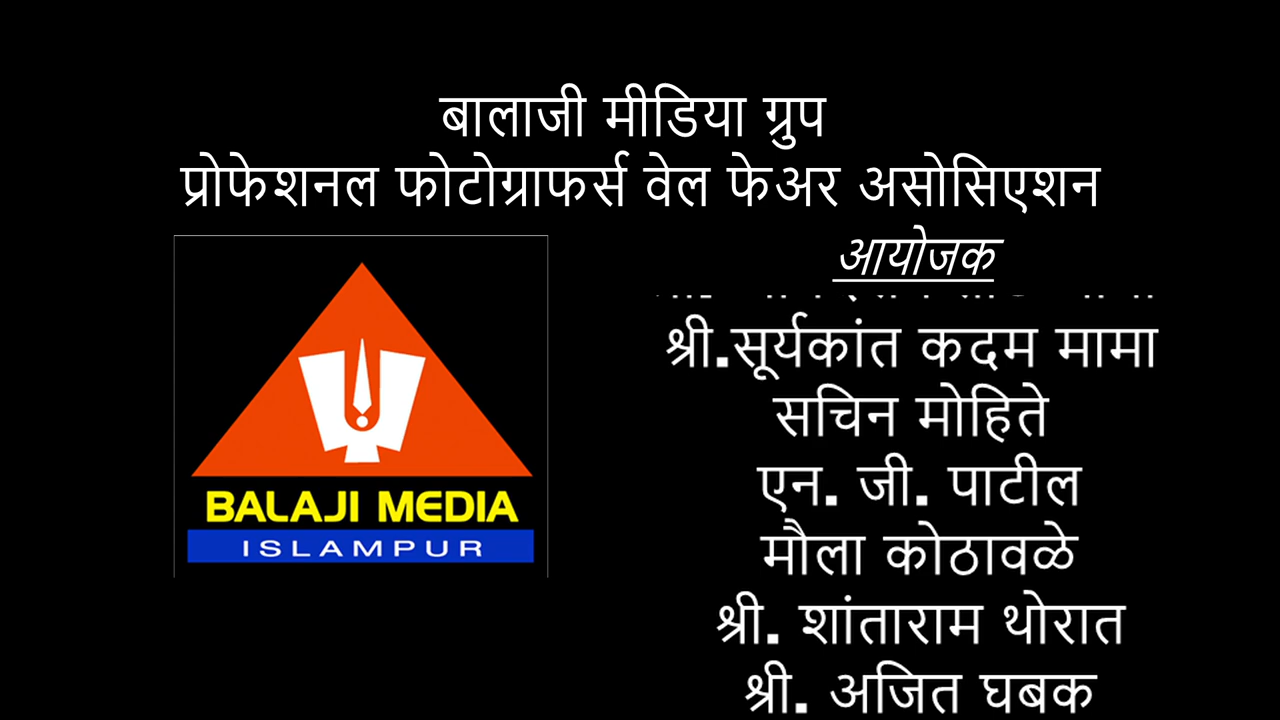 बालाजी मीडिया ग्रुप
प्रोफेशनल फोटोग्राफर्स वेल फेअर असोसिएशन
आयोजक
श्री.सूर्यकांत कदम मामा
सचिन मोहिते
एन. जी. पाटील
मौला कोठावळे
श्री. शांताराम थोरात
श्री. अजित घबक
BALAJI MEDIA
ISLAMPUR